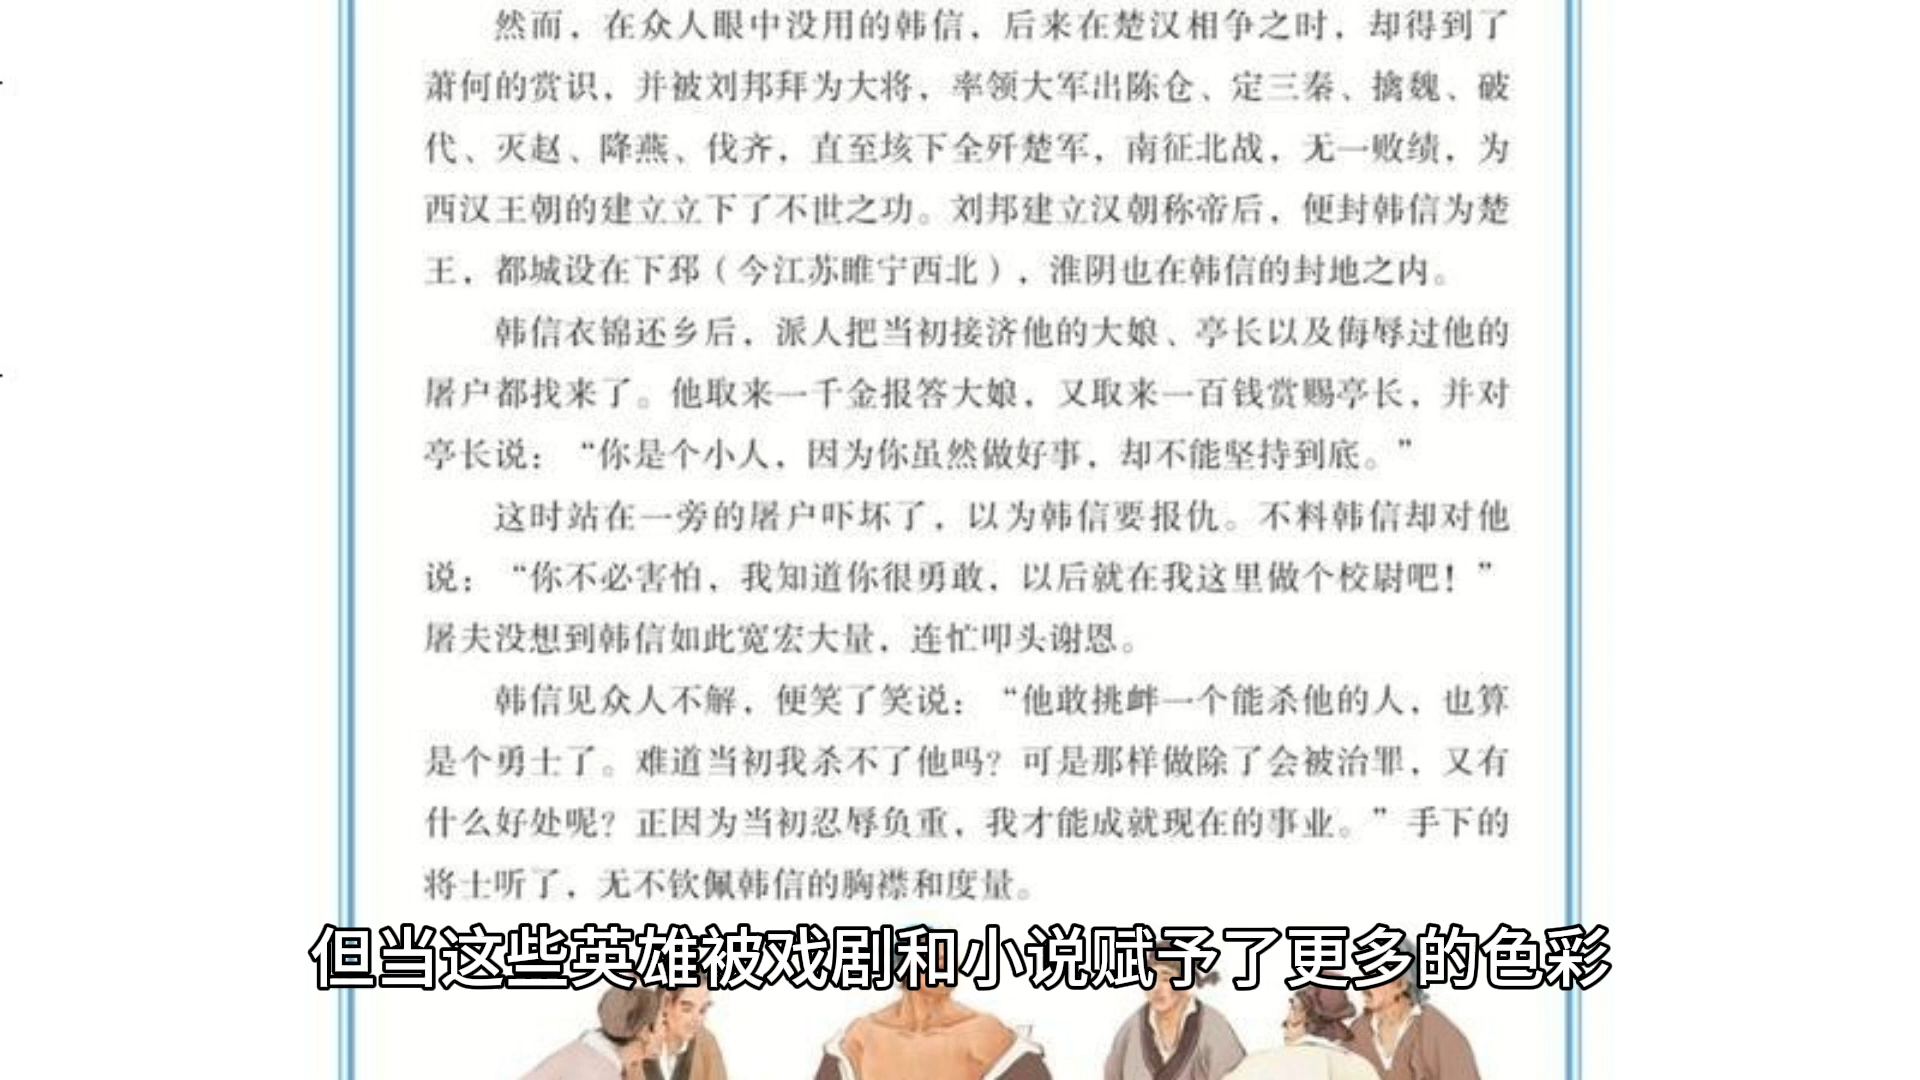 然而，在众人眼中没用的韩信，后来在楚汉相争之时，却得到了
萧何的赏识，并被刘邦拜为大将，率领大军出陈仓、定三秦、擒魏、破
代、灭赵、降燕、伐齐，直至垓下全歼楚军，南征北战，无一败绩，为
西汉王朝的建立立下了不世之功。刘邦建立汉朝称帝后，便封韩信为楚
王，都城设在下邳（今江苏睢宁西北），淮阴也在韩信的封地之内。
韩信衣锦还乡后，派人把当初接济他的大娘、亭长以及侮辱过他的
屠户都找来了。他取来一千金报答大娘，又取来一百钱赏赐亭长，并对
亭长说：“你是个小人，因为你虽然做好事，却不能坚持到底。”
这时站在一旁的屠户吓坏了，以为韩信要报仇。不料韩信却对他
说：“你不必害怕，我知道你很勇敢，以后就在我这里做个校尉吧！”
屠夫没想到韩信如此宽宏大量，连忙叩头谢恩。
韩信见众人不解，便笑了笑说：“他敢挑衅一个能杀他的人，也算
是个勇士了。难道当初我杀不了他吗？可是那样做除了会被治罪，又有
什么好处呢？正因为当初忍辱负重，我才能成就现在的事业。”手下的
将士听了，无不钦佩韩信的胸襟和度量。
但当这些英雄被戏剧和小说赋予了更多的色彩